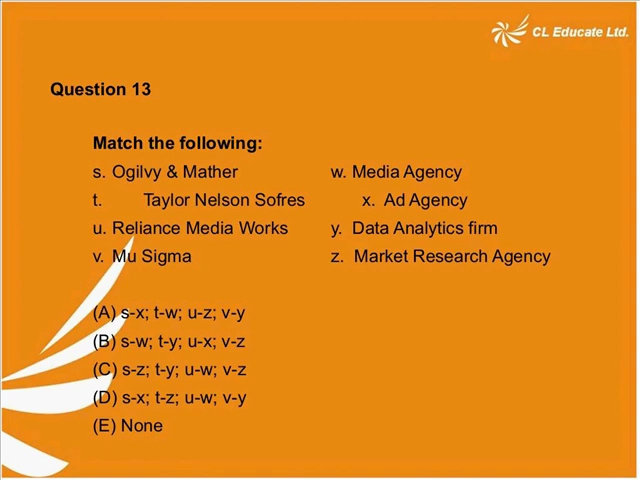 CL Educate Ltd.
Question 13
Match the following:
s. Ogilvy & Mather w. Media Agency
t. Taylor Nelson Sofres x. Ad Agency
u. Reliance Media Works y. Data Analytics firm
v. Mu Sigma z. Market Research Agency
(A) s-x; t-w; u-z; v-y
(B) s-w; t-y; u-x; v-z
(C) s-z; t-y; u-w; v-z
(D) s-x; t-z; u-w; v-y
(E) None